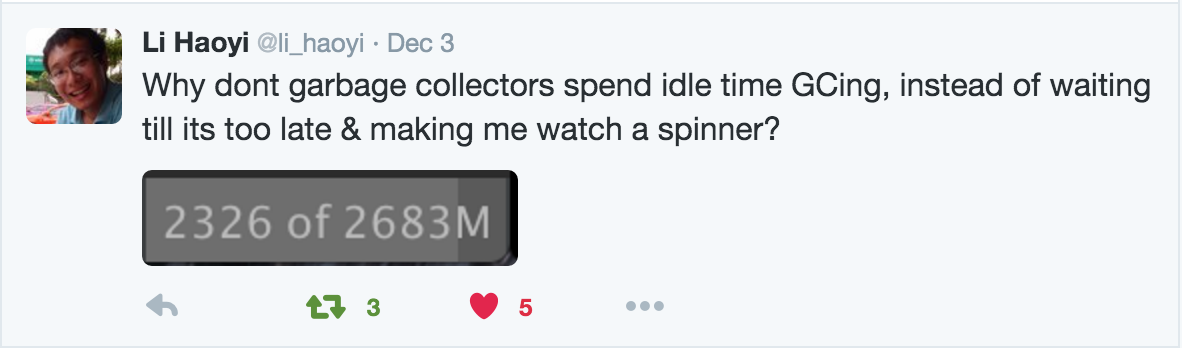 Li Haoyi @li_haoyi · Dec 3
Why dont garbage collectors spend idle time GCing, instead of waiting
till its too late & making me watch a spinner?
2326 of 2683M
3 5